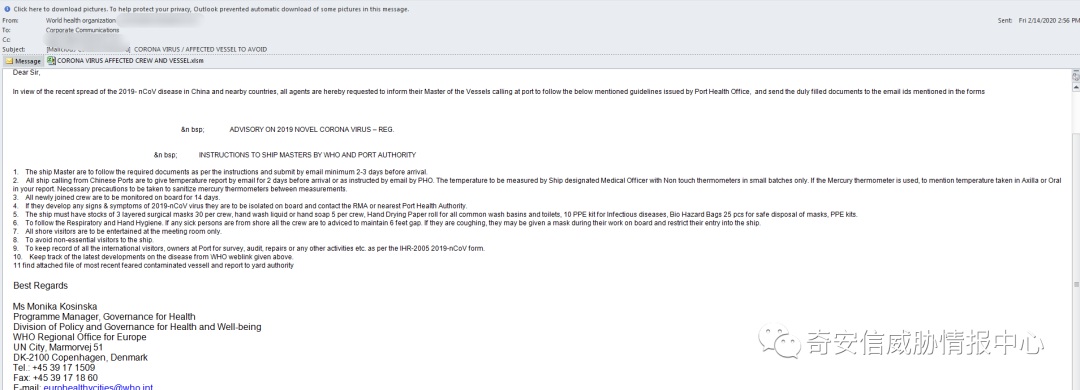 Click here to download pictures. To help protect your privacy, Outlook prevented automatic download of some pictures in this message.
From: World health organization
Sent: Fri 2/14/2020 2:56 PM
To: Corporate Communications
Cc:
Subject: CORONA VIRUS / AFFECTED VESSEL TO AVOID
Message CORONA VIRUS AFFECTED CREW AND VESSEL.xlsm
Dear Sir,
In view of the recent spread of the 2019- nCoV disease in China and nearby countries, all agents are hereby requested to inform their Master of the Vessels calling at port to follow the below mentioned guidelines issued by Port Health Office, and send the duly filled documents to the email ids mentioned in the forms
&n bsp; ADVISORY ON 2019 NOVEL CORONA VIRUS – REG.
&n bsp; INSTRUCTIONS TO SHIP MASTERS BY WHO AND PORT AUTHORITY
1. The ship Master are to follow the required documents as per the instructions and submit by email minimum 2-3 days before arrival.
2. All ship calling from Chinese Ports are to give temperature report by email for 2 days before arrival or as instructed by email by PHO. The temperature to be measured by Ship designated Medical Officer with Non touch thermometers in small batches only. If the Mercury thermometer is used, to mention temperature taken in Axilla or Oral
in your report. Necessary precautions to be taken to sanitize mercury thermometers between measurements.
3. All newly joined crew are to be monitored on board for 14 days.
4. If they develop any signs & symptoms of 2019-nCoV virus they are to be isolated on board and contact the RMA or nearest Port Health Authority.
5. The ship must have stocks of 3 layered surgical masks 30 per crew, hand wash liquid or hand soap 5 per crew, Hand Drying Paper roll for all common wash basins and toilets, 10 PPE kit for Infectious diseases, Bio Hazard Bags 25 pcs for safe disposal of masks, PPE kits.
6. To follow the Respiratory and Hand Hygiene. If any sick persons are from shore all the crew are to adviced to maintain 6 feet gap. If they are coughing; they may be given a mask during their work on board and restrict their entry into the ship.
7. All shore visitors are to be entertained at the meeting room only.
8. To avoid non-essential visitors to the ship.
9. To keep record of all the international visitors, owners at Port for survey, audit, repairs or any other activities etc. as per the IHR-2005 2019-nCoV form.
10. Keep track of the latest developments on the disease from WHO weblink given above.
11 find attached file of most recent feared contaminated vessell and report to yard authority
Best Regards
Ms Monika Kosinska
Programme Manager, Governance for Health
Division of Policy and Governance for Health and Well-being
WHO Regional Office for Europe
UN City, Marmorvej 51
DK-2100 Copenhagen, Denmark
Tel.: +45 39 17 1509
Fax: +45 39 17 18 60
E-mail: eurohealthycities@who.int
奇安信威胁情报中心